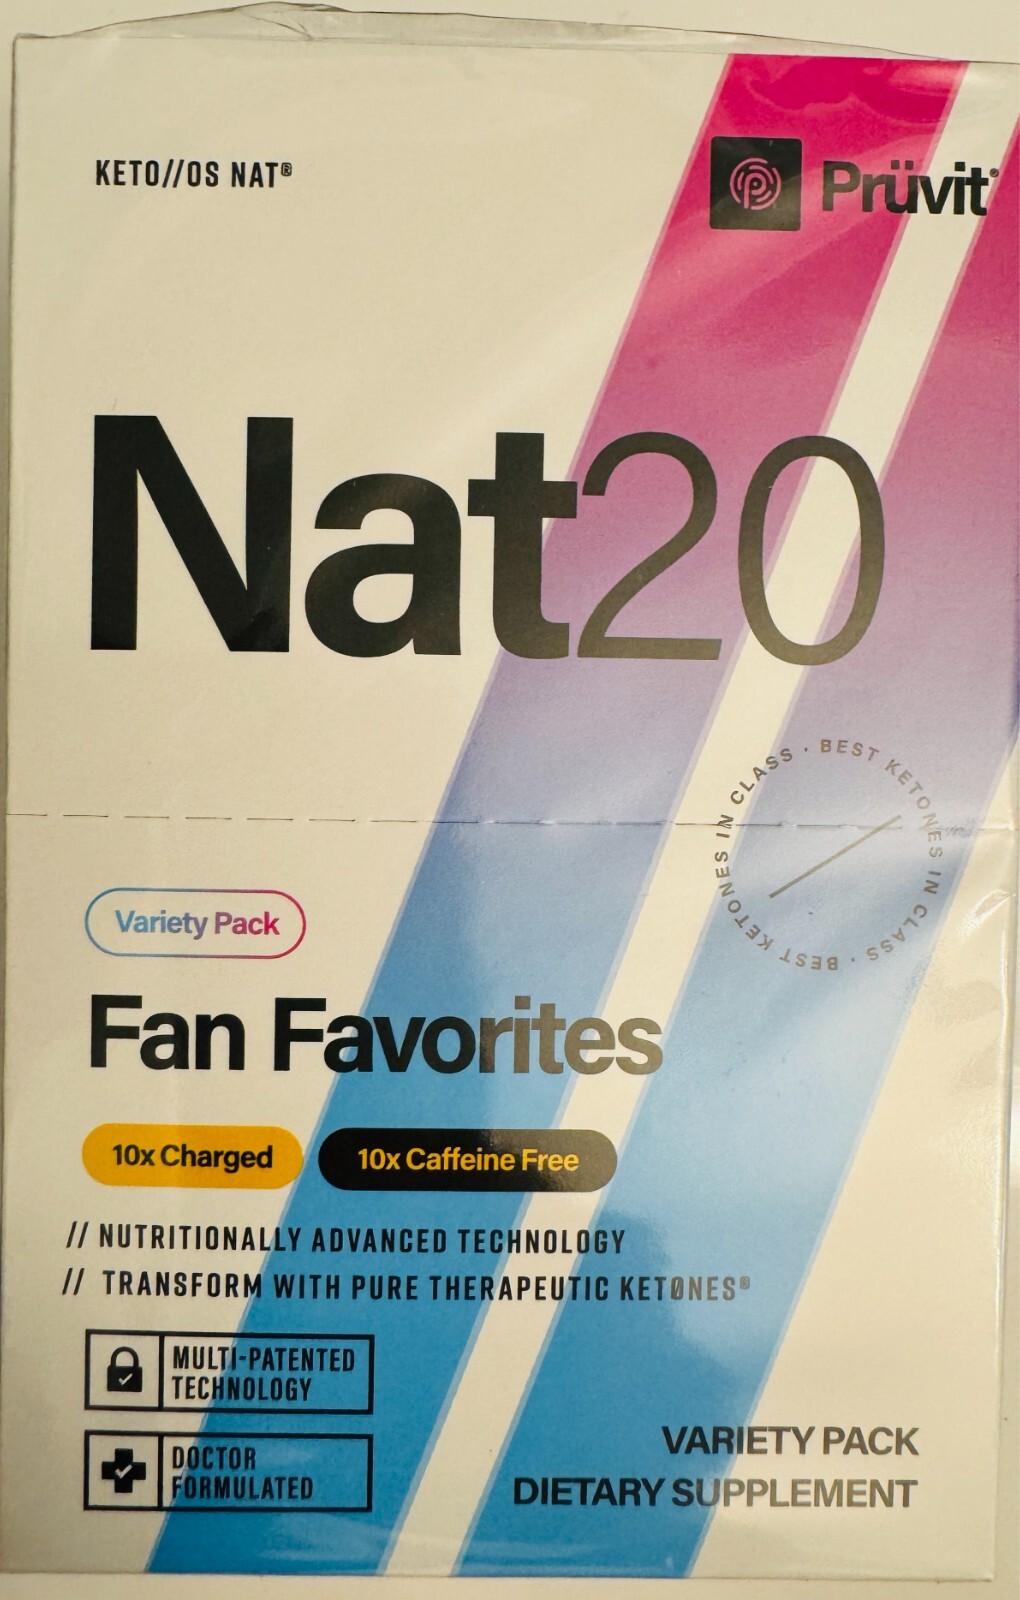 KETO//OS NAT®
Prüvit®
Nat20
BEST KETONES IN CLASS · BEST KETONES IN CLASS ·
Variety Pack
Fan Favorites
10x Charged
10x Caffeine Free
// NUTRITIONALLY ADVANCED TECHNOLOGY
// TRANSFORM WITH PURE THERAPEUTIC KETØNES®
MULTI-PATENTED
TECHNOLOGY
DOCTOR
FORMULATED
VARIETY PACK
DIETARY SUPPLEMENT